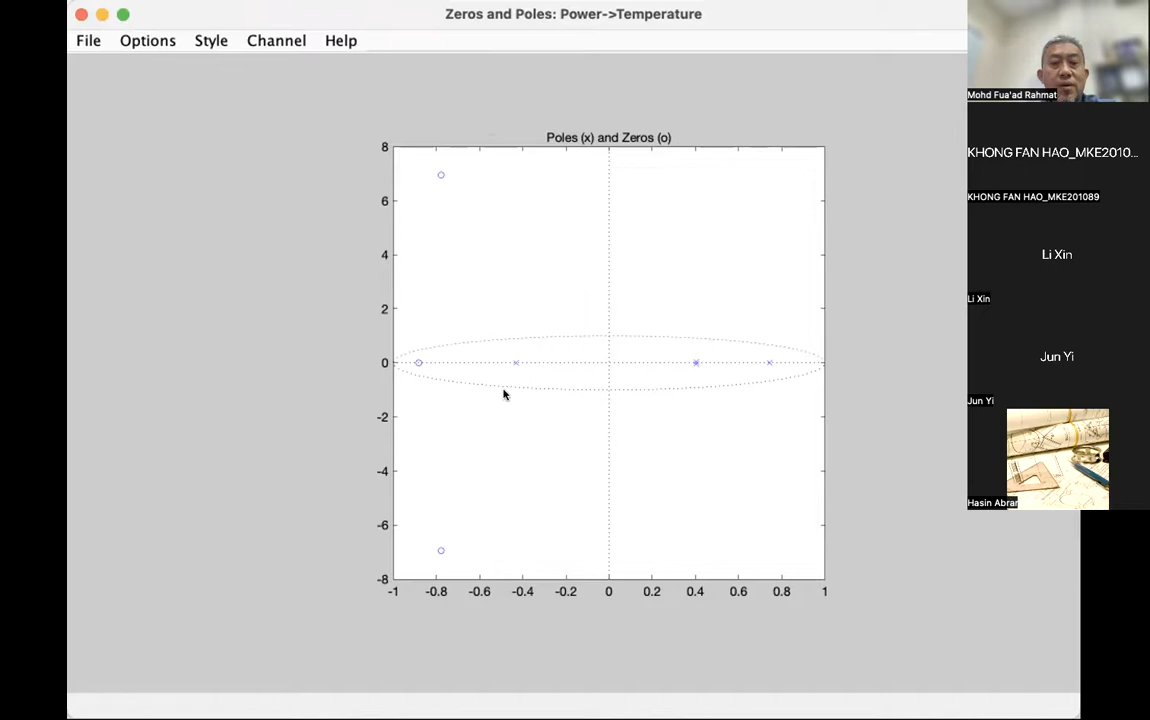 Zeros and Poles: Power->Temperature
File Options Style Channel Help
Poles (x) and Zeros (o)
8
6
4
2
0
-2
-4
-6
-8
-1 -0.8 -0.6 -0.4 -0.2 0 0.2 0.4 0.6 0.8 1
Mohd Fua'ad Rahmat
KHONG FAN HAO_MKE2010...
KHONG FAN HAO_MKE201089
Li Xin
Li Xin
Jun Yi
Jun Yi
Hasin Abrar